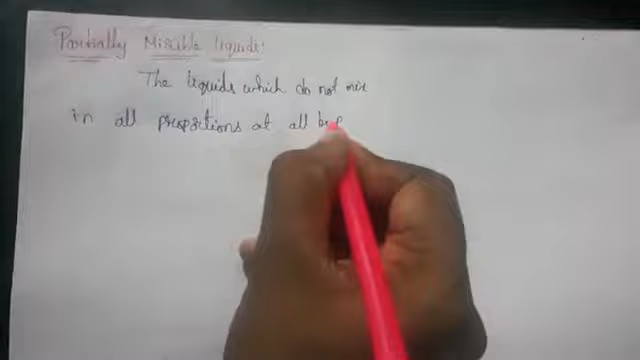 Partially Miscible liquids:
The liquids which do not mix
in all proportions at all